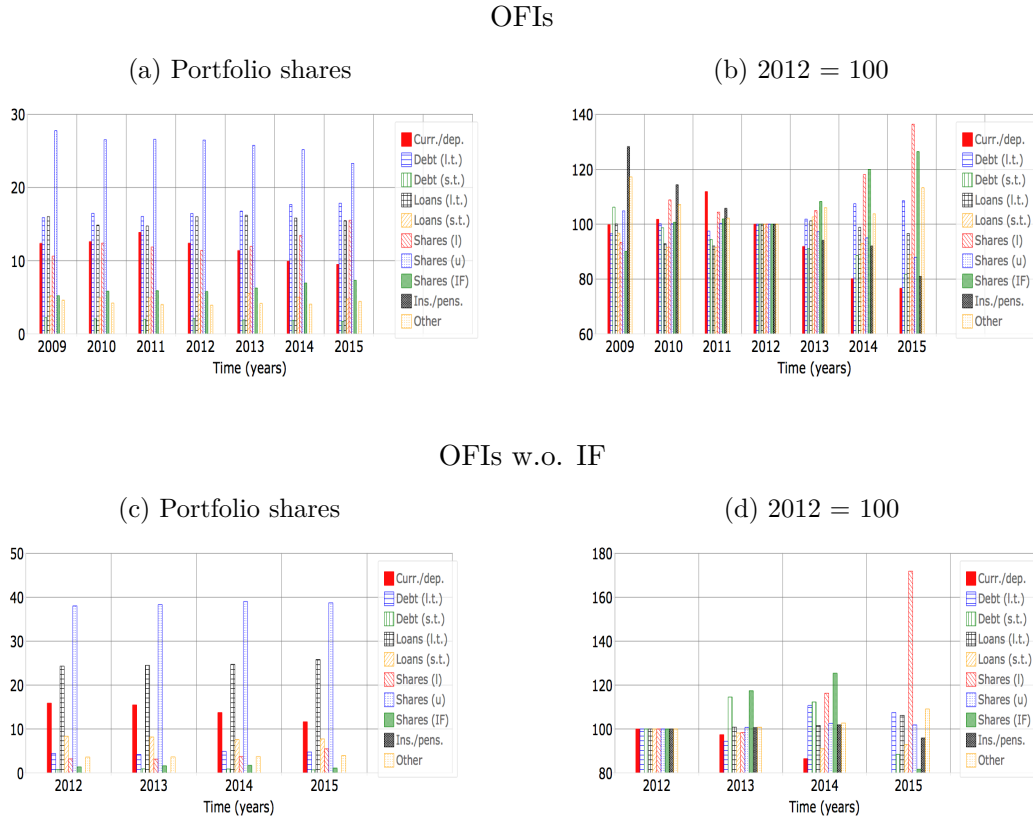 OFIs
(a) Portfolio shares
30
20
10
0
2009 2010 2011 2012 2013 2014 2015
Time (years)
Curr./dep.
Debt (l.t.)
Debt (s.t.)
Loans (l.t.)
Loans (s.t.)
Shares (l)
Shares (u)
Shares (IF)
Ins./pens.
Other
(b) 2012 = 100
140
120
100
80
60
2009 2010 2011 2012 2013 2014 2015
Time (years)
Curr./dep.
Debt (l.t.)
Debt (s.t.)
Loans (l.t.)
Loans (s.t.)
Shares (l)
Shares (u)
Shares (IF)
Ins./pens.
Other
OFIs w.o. IF
(c) Portfolio shares
50
40
30
20
10
0
2012 2013 2014 2015
Time (years)
Curr./dep.
Debt (l.t.)
Debt (s.t.)
Loans (l.t.)
Loans (s.t.)
Shares (l)
Shares (u)
Shares (IF)
Ins./pens.
Other
(d) 2012 = 100
180
160
140
120
100
80
2012 2013 2014 2015
Time (years)
Curr./dep.
Debt (l.t.)
Debt (s.t.)
Loans (l.t.)
Loans (s.t.)
Shares (l)
Shares (u)
Shares (IF)
Ins./pens.
Other